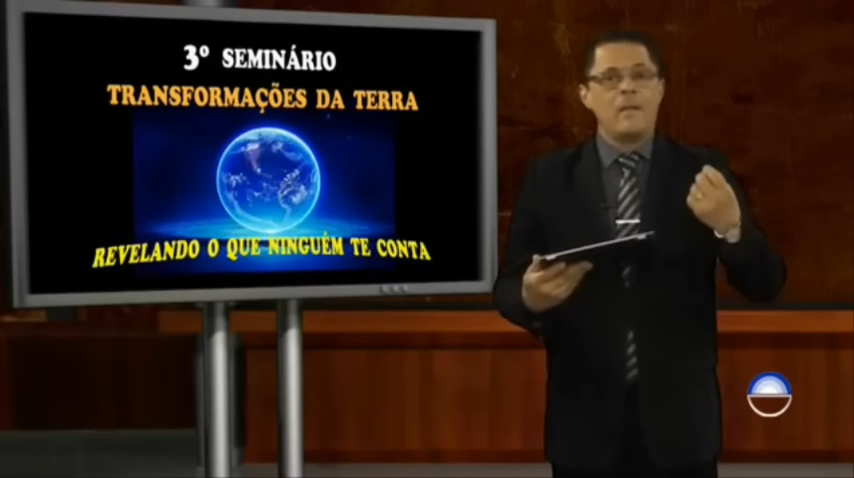 3º SEMINÁRIO
TRANSFORMAÇÕES DA TERRA
REVELANDO O QUE NINGUÉM TE CONTA